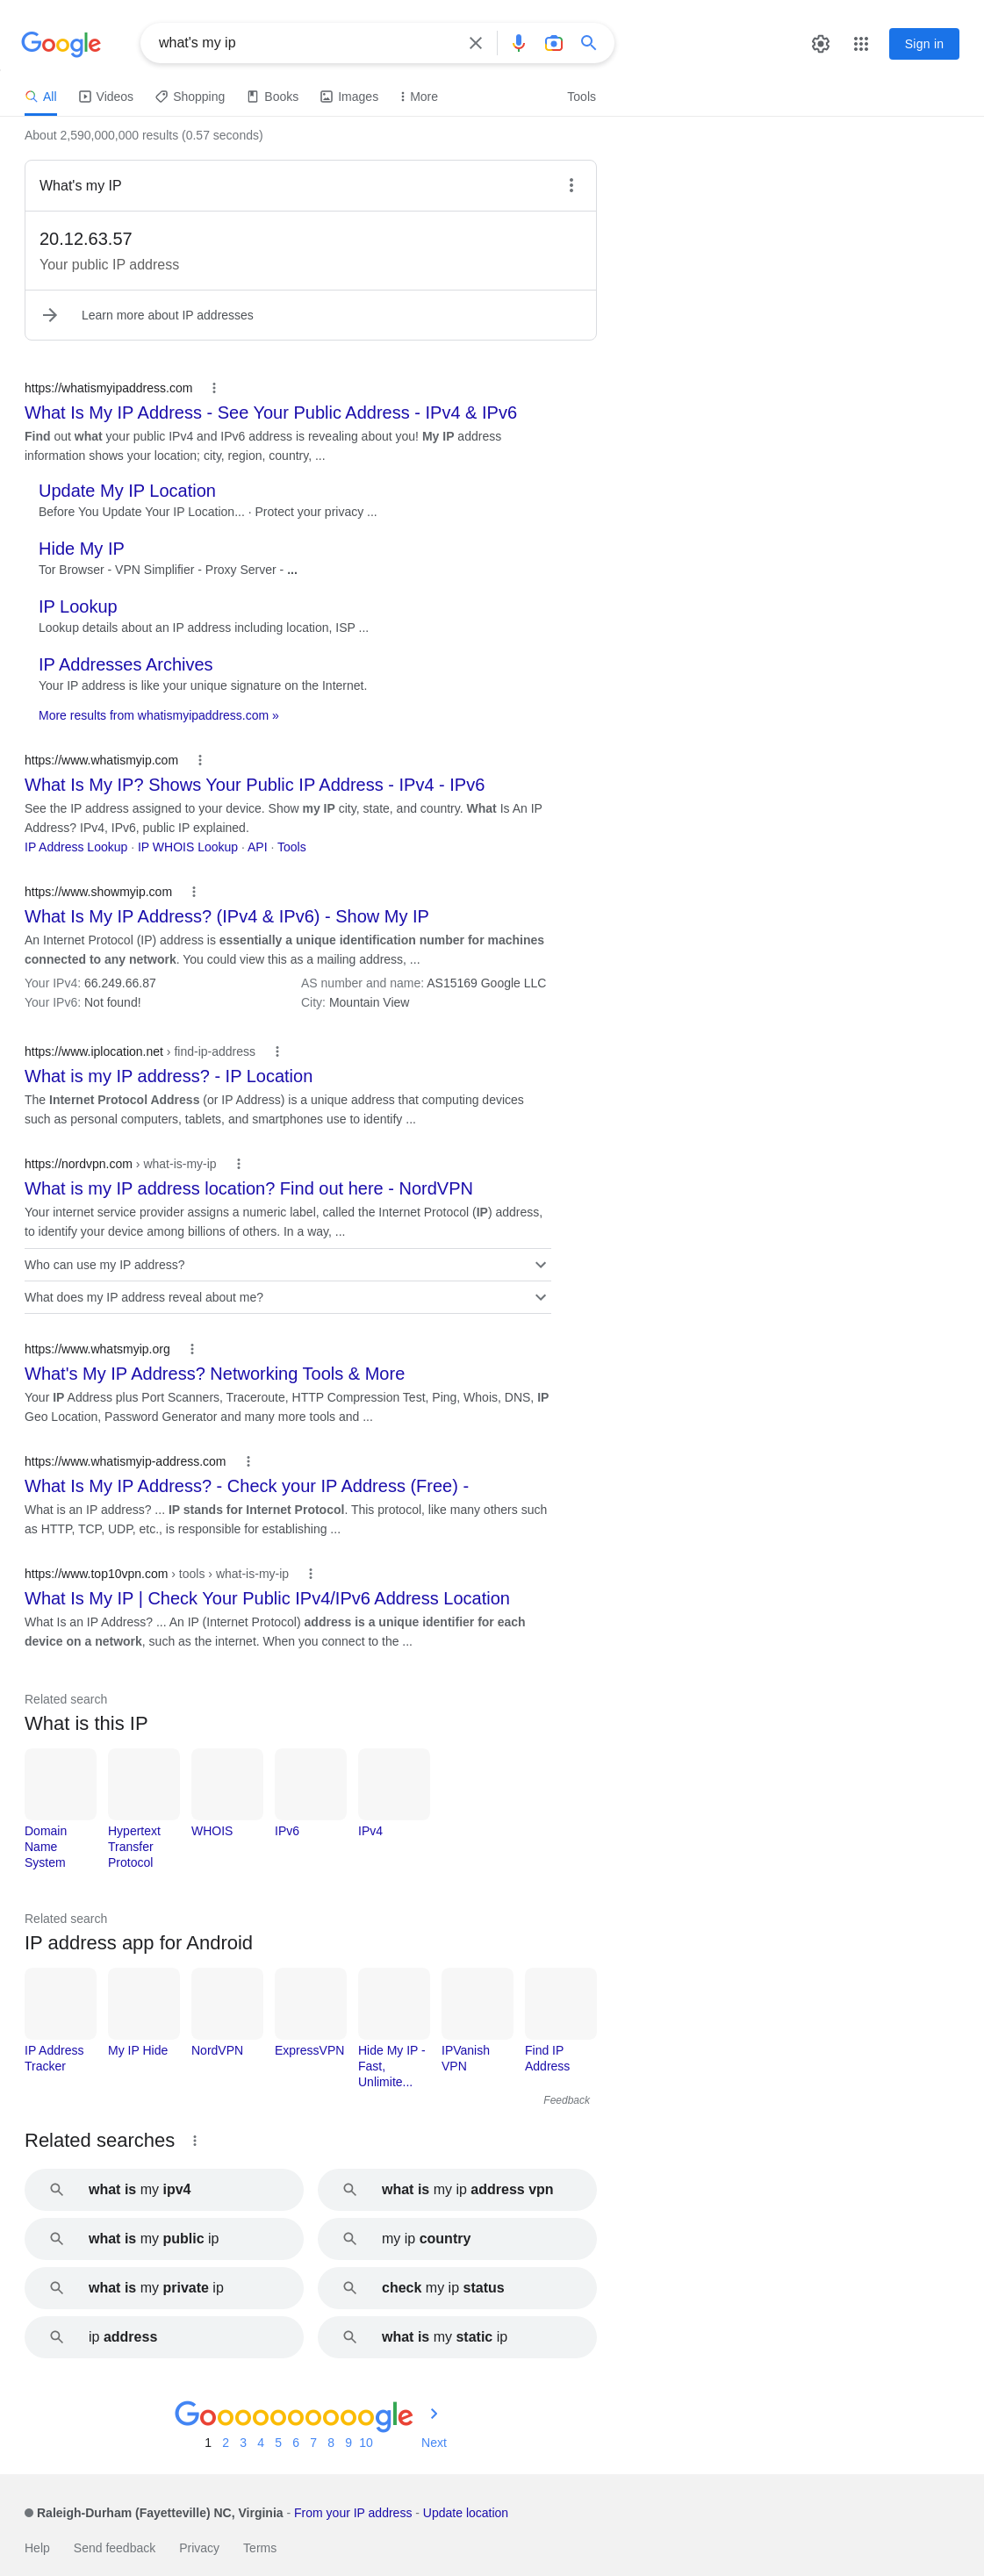 Google
what's my ip
Sign in
All
Videos
Shopping
Books
Images
More
Tools
About 2,590,000,000 results (0.57 seconds)
What's my IP
20.12.63.57
Your public IP address
Learn more about IP addresses
https://whatismyipaddress.com
What Is My IP Address - See Your Public Address - IPv4 & IPv6
Find out what your public IPv4 and IPv6 address is revealing about you! My IP address
information shows your location; city, region, country, ...
Update My IP Location
Before You Update Your IP Location... · Protect your privacy ...
Hide My IP
Tor Browser - VPN Simplifier - Proxy Server - ...
IP Lookup
Lookup details about an IP address including location, ISP ...
IP Addresses Archives
Your IP address is like your unique signature on the Internet.
More results from whatismyipaddress.com »
https://www.whatismyip.com
What Is My IP? Shows Your Public IP Address - IPv4 - IPv6
See the IP address assigned to your device. Show my IP city, state, and country. What Is An IP
Address? IPv4, IPv6, public IP explained.
IP Address Lookup · IP WHOIS Lookup · API · Tools
https://www.showmyip.com
What Is My IP Address? (IPv4 & IPv6) - Show My IP
An Internet Protocol (IP) address is essentially a unique identification number for machines
connected to any network. You could view this as a mailing address, ...
Your IPv4: 66.249.66.87
AS number and name: AS15169 Google LLC
Your IPv6: Not found!
City: Mountain View
https://www.iplocation.net › find-ip-address
What is my IP address? - IP Location
The Internet Protocol Address (or IP Address) is a unique address that computing devices
such as personal computers, tablets, and smartphones use to identify ...
https://nordvpn.com › what-is-my-ip
What is my IP address location? Find out here - NordVPN
Your internet service provider assigns a numeric label, called the Internet Protocol (IP) address,
to identify your device among billions of others. In a way, ...
Who can use my IP address?
What does my IP address reveal about me?
https://www.whatsmyip.org
What's My IP Address? Networking Tools & More
Your IP Address plus Port Scanners, Traceroute, HTTP Compression Test, Ping, Whois, DNS, IP
Geo Location, Password Generator and many more tools and ...
https://www.whatismyip-address.com
What Is My IP Address? - Check your IP Address (Free) -
What is an IP address? ... IP stands for Internet Protocol. This protocol, like many others such
as HTTP, TCP, UDP, etc., is responsible for establishing ...
https://www.top10vpn.com › tools › what-is-my-ip
What Is My IP | Check Your Public IPv4/IPv6 Address Location
What Is an IP Address? ... An IP (Internet Protocol) address is a unique identifier for each
device on a network, such as the internet. When you connect to the ...
Related search
What is this IP
Domain
Name
System
Hypertext
Transfer
Protocol
WHOIS
IPv6
IPv4
Related search
IP address app for Android
IP Address
Tracker
My IP Hide
NordVPN
ExpressVPN
Hide My IP -
Fast,
Unlimite...
IPVanish
VPN
Find IP
Address
Feedback
Related searches
what is my ipv4
what is my ip address vpn
what is my public ip
my ip country
what is my private ip
check my ip status
ip address
what is my static ip
Goooooooooogle
1 2 3 4 5 6 7 8 9 10 Next
Raleigh-Durham (Fayetteville) NC, Virginia - From your IP address - Update location
Help
Send feedback
Privacy
Terms